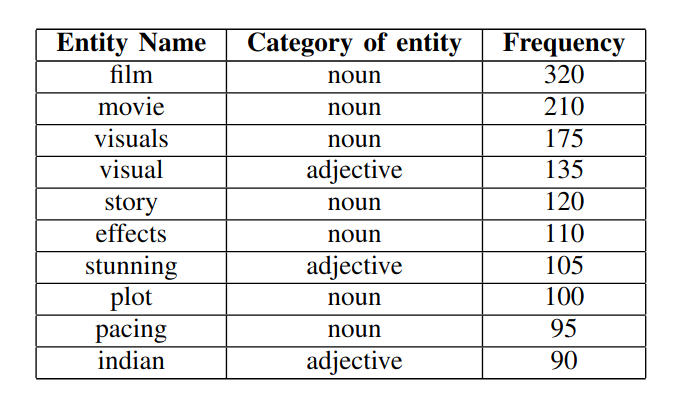 Entity Name Category of entity Frequency
film noun 320
movie noun 210
visuals noun 175
visual adjective 135
story noun 120
effects noun 110
stunning adjective 105
plot noun 100
pacing noun 95
indian adjective 90